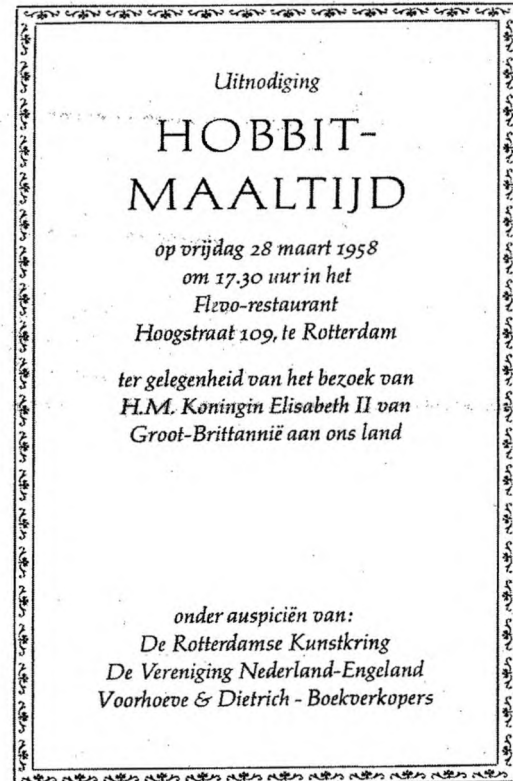 Uitnodiging
HOBBIT-
MAALTIJD
op vrijdag 28 maart 1958
om 17.30 uur in het
Flevo-restaurant
Hoogstraat 109, te Rotterdam
ter gelegenheid van het bezoek van
H.M. Koningin Elisabeth II van
Groot-Brittannië aan ons land
onder auspiciën van:
De Rotterdamse Kunstkring
De Vereniging Nederland-Engeland
Voorhoeve & Dietrich - Boekverkopers